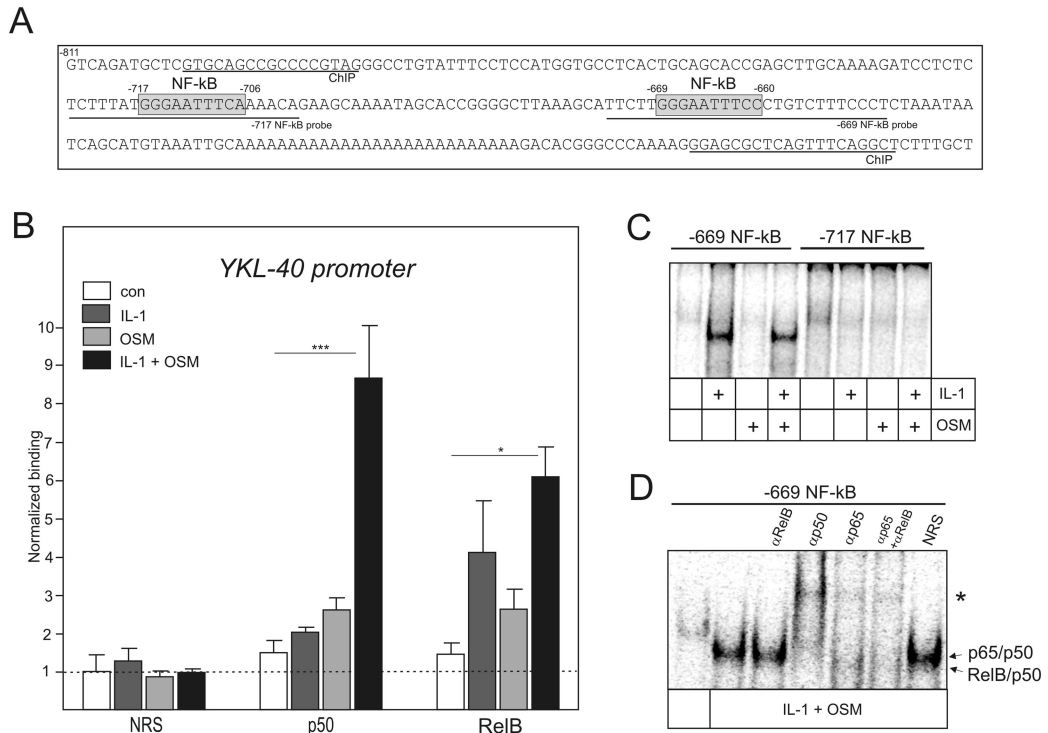 A
-811
GTCAGATGCTCGTGCAGCCGCCCCGTAGGGCCTGTATTTCCTCCATGGTGCCTCACTGCAGCACCGAGCTTGCAAAAGATCCTCTC
ChIP
NF-kB
NF-kB
-717
-706
-669
-660
TCTTTATGGGAATTTCAAAACAGAAGCAAAATAGCACCGGGGCTTAAAGCATTCTTGGGAATTTCCCTGTCTTTCCCTCTAAATAA
-717 NF-kB probe
-669 NF-kB probe
TCAGCATGTAAATTGCAAAAAAAAAAAAAAAAAAAAAAAAAAAGACACGGGCCCAAAAGGGAGCGCTCAGTTTCAGGCTCTTTGCT
ChIP
B
YKL-40 promoter
con
IL-1
OSM
IL-1 + OSM
Normalized binding
10
9
8
7
6
5
4
3
2
1
***
*
NRS
p50
RelB
C
-669 NF-kB
-717 NF-kB
+ + + + IL-1
+ + + + OSM
D
-669 NF-kB
αRelB
αp50
αp65
αp65
+αRelB
NRS
*
p65/p50
RelB/p50
IL-1 + OSM